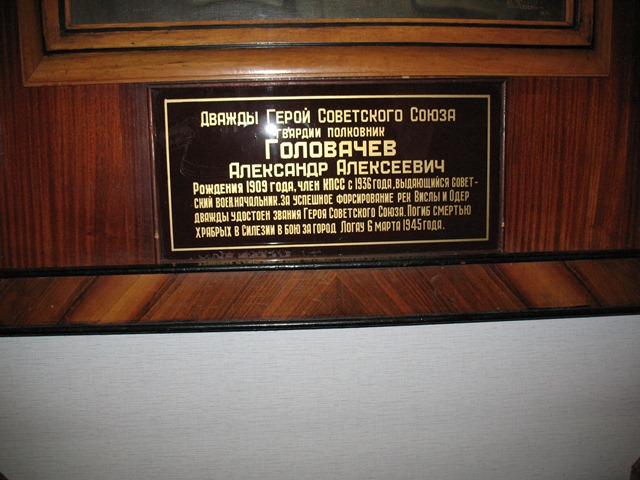 Дважды Герой Советского Союза
гвардии полковник
Головачев
Александр Алексеевич
Рождения 1909 года, член КПСС с 1936 года, выдающийся совет-
ский военачальник. За успешное форсирование рек Вислы и Одер
дважды удостоен звания Героя Советского Союза. Погиб смертью
храбрых в Силезии в бою за город Логау 6 марта 1945 года.